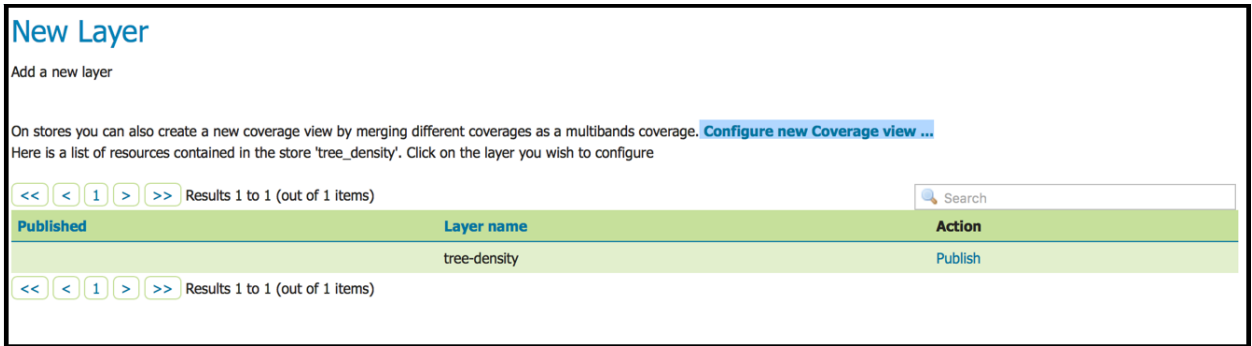 New Layer
Add a new layer
On stores you can also create a new coverage view by merging different coverages as a multibands coverage. Configure new Coverage view ...
Here is a list of resources contained in the store 'tree_density'. Click on the layer you wish to configure
<< < 1 > >> Results 1 to 1 (out of 1 items) Search
Published Layer name Action
tree-density Publish
<< < 1 > >> Results 1 to 1 (out of 1 items)